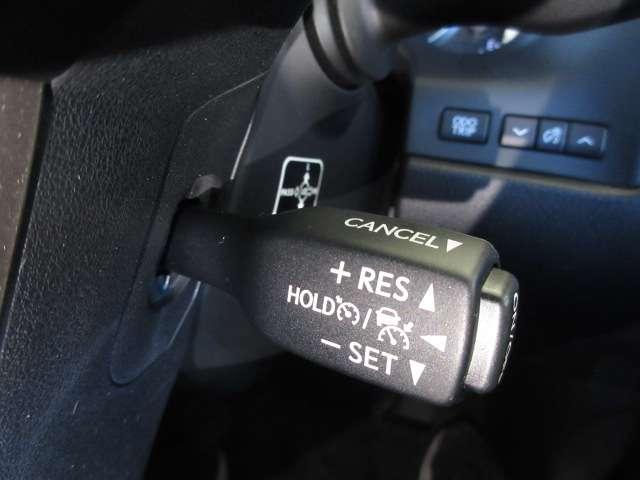 ODO
TRIP
CANCEL ▼
+ RES ▲
HOLD / ◀
− SET ▼